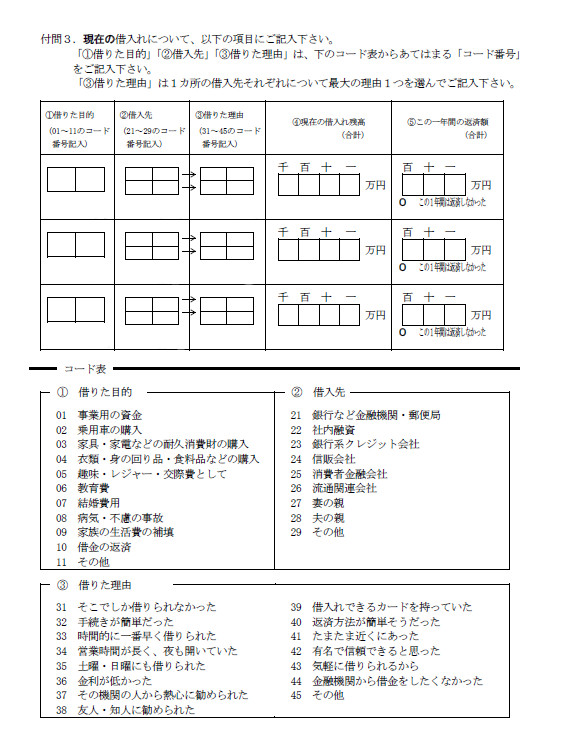 付問３．現在の借入れについて、以下の項目にご記入下さい。
「①借りた目的」「②借入先」「③借りた理由」は、下のコード表からあてはまる「コード番号」
をご記入下さい。
「③借りた理由」は１カ所の借入先それぞれについて最大の理由１つを選んでご記入下さい。
①借りた目的
(01～11のコード
番号記入)
②借入先
(21～29のコード
番号記入)
③借りた理由
(31～45のコード
番号記入)
④現在の借入れ残高
(合計)
⑤この一年間の返済額
(合計)
→
→
千 百 十 一
万円
百 十 一
万円
０ この１年間は返済しなかった
→
→
千 百 十 一
万円
百 十 一
万円
０ この１年間は返済しなかった
→
→
千 百 十 一
万円
百 十 一
万円
０ この１年間は返済しなかった
コード表
① 借りた目的
01 事業用の資金
02 乗用車の購入
03 家具・家電などの耐久消費財の購入
04 衣類・身の回り品・食料品などの購入
05 趣味・レジャー・交際費として
06 教育費
07 結婚費用
08 病気・不慮の事故
09 家族の生活費の補填
10 借金の返済
11 その他
② 借入先
21 銀行など金融機関・郵便局
22 社内融資
23 銀行系クレジット会社
24 信販会社
25 消費者金融会社
26 流通関連会社
27 妻の親
28 夫の親
29 その他
③ 借りた理由
31 そこでしか借りられなかった
32 手続きが簡単だった
33 時間的に一番早く借りられた
34 営業時間が長く、夜も開いていた
35 土曜・日曜にも借りられた
36 金利が低かった
37 その機関の人から熱心に勧められた
38 友人・知人に勧められた
39 借入れできるカードを持っていた
40 返済方法が簡単そうだった
41 たまたま近くにあった
42 有名で信頼できると思った
43 気軽に借りられるから
44 金融機関から借金をしたくなかった
45 その他